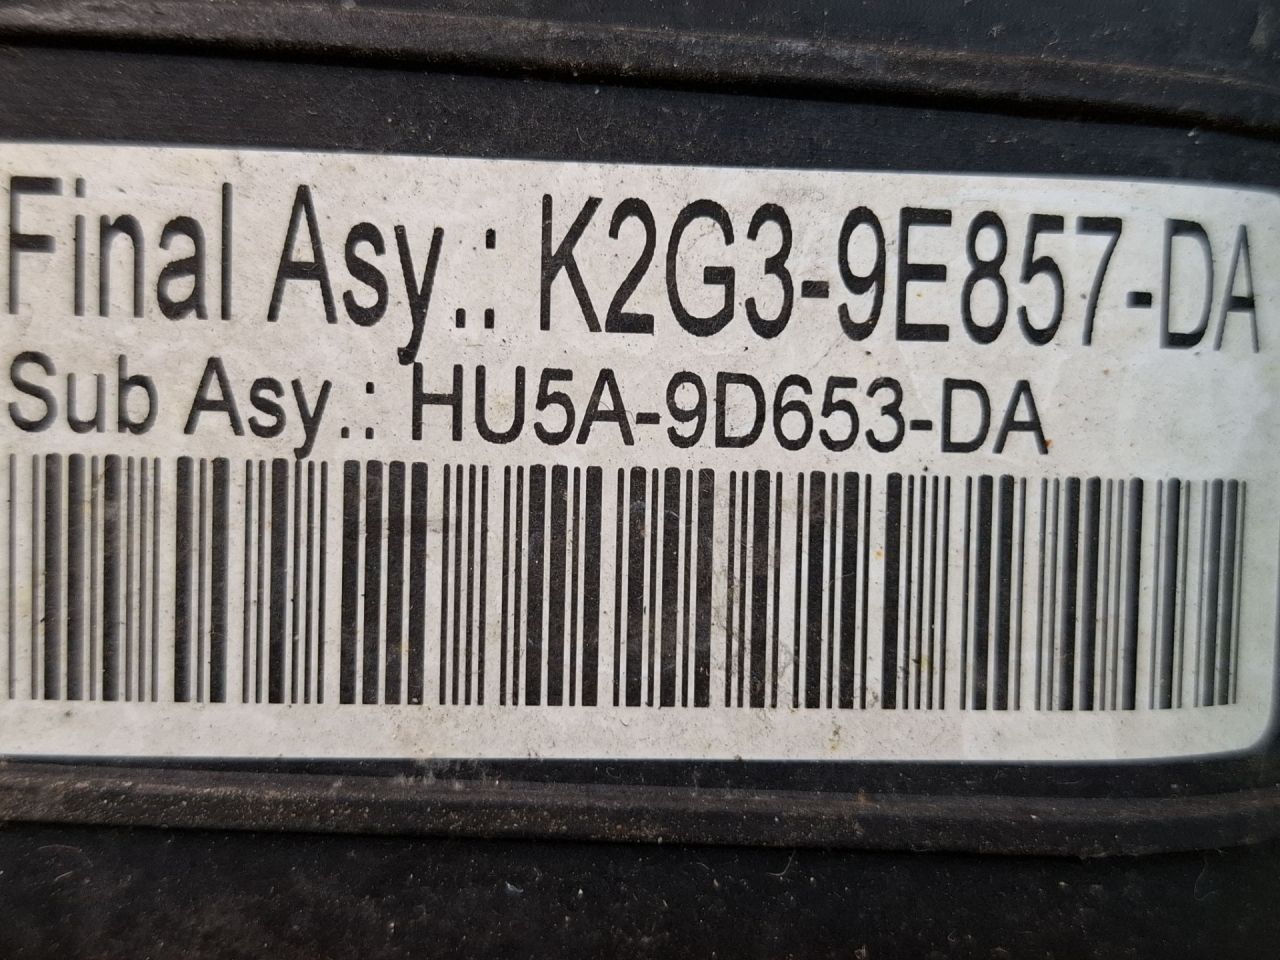 Final Asy.: K2G3-9E857-DA
Sub Asy.: HU5A-9D653-DA